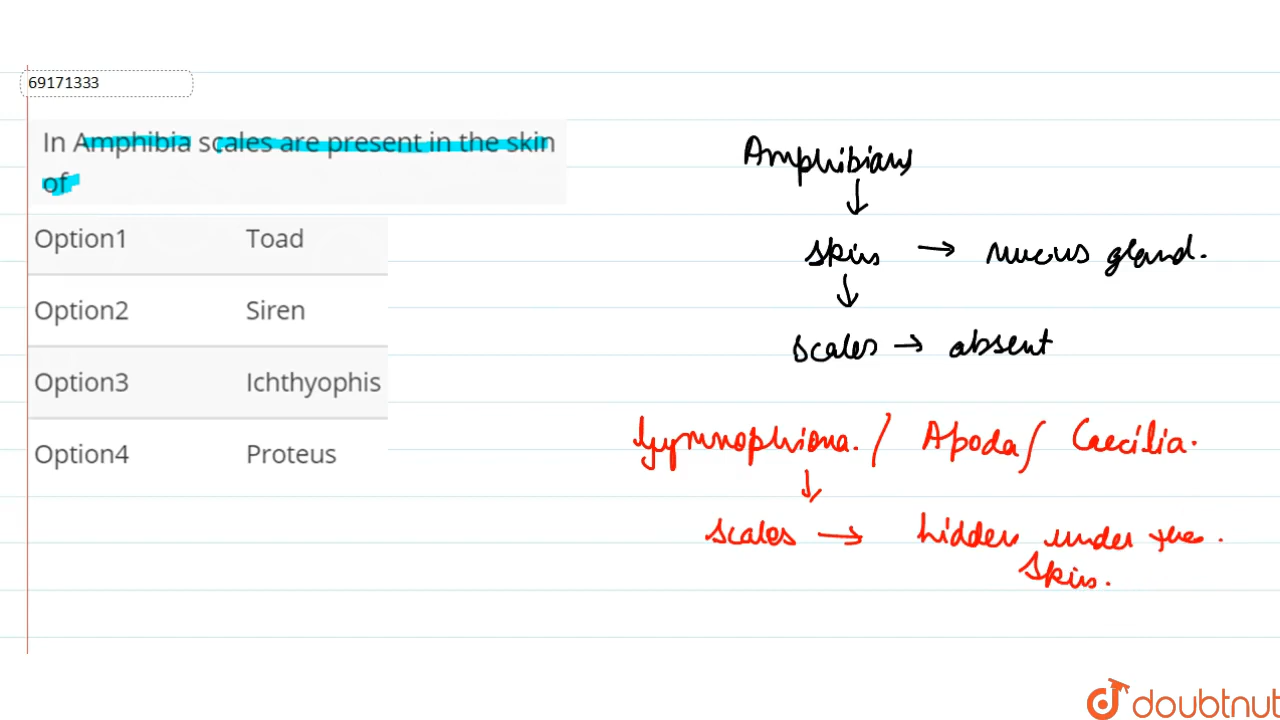 69171333
In Amphibia scales are present in the skin
of
Option1 Toad
Option2 Siren
Option3 Ichthyophis
Option4 Proteus
Amphibians
↓
skin → mucus gland.
↓
scales → absent
Gymnophiona. / Apoda / Caecilia.
↓
scales → hidden under the.
skin.
doubtnut